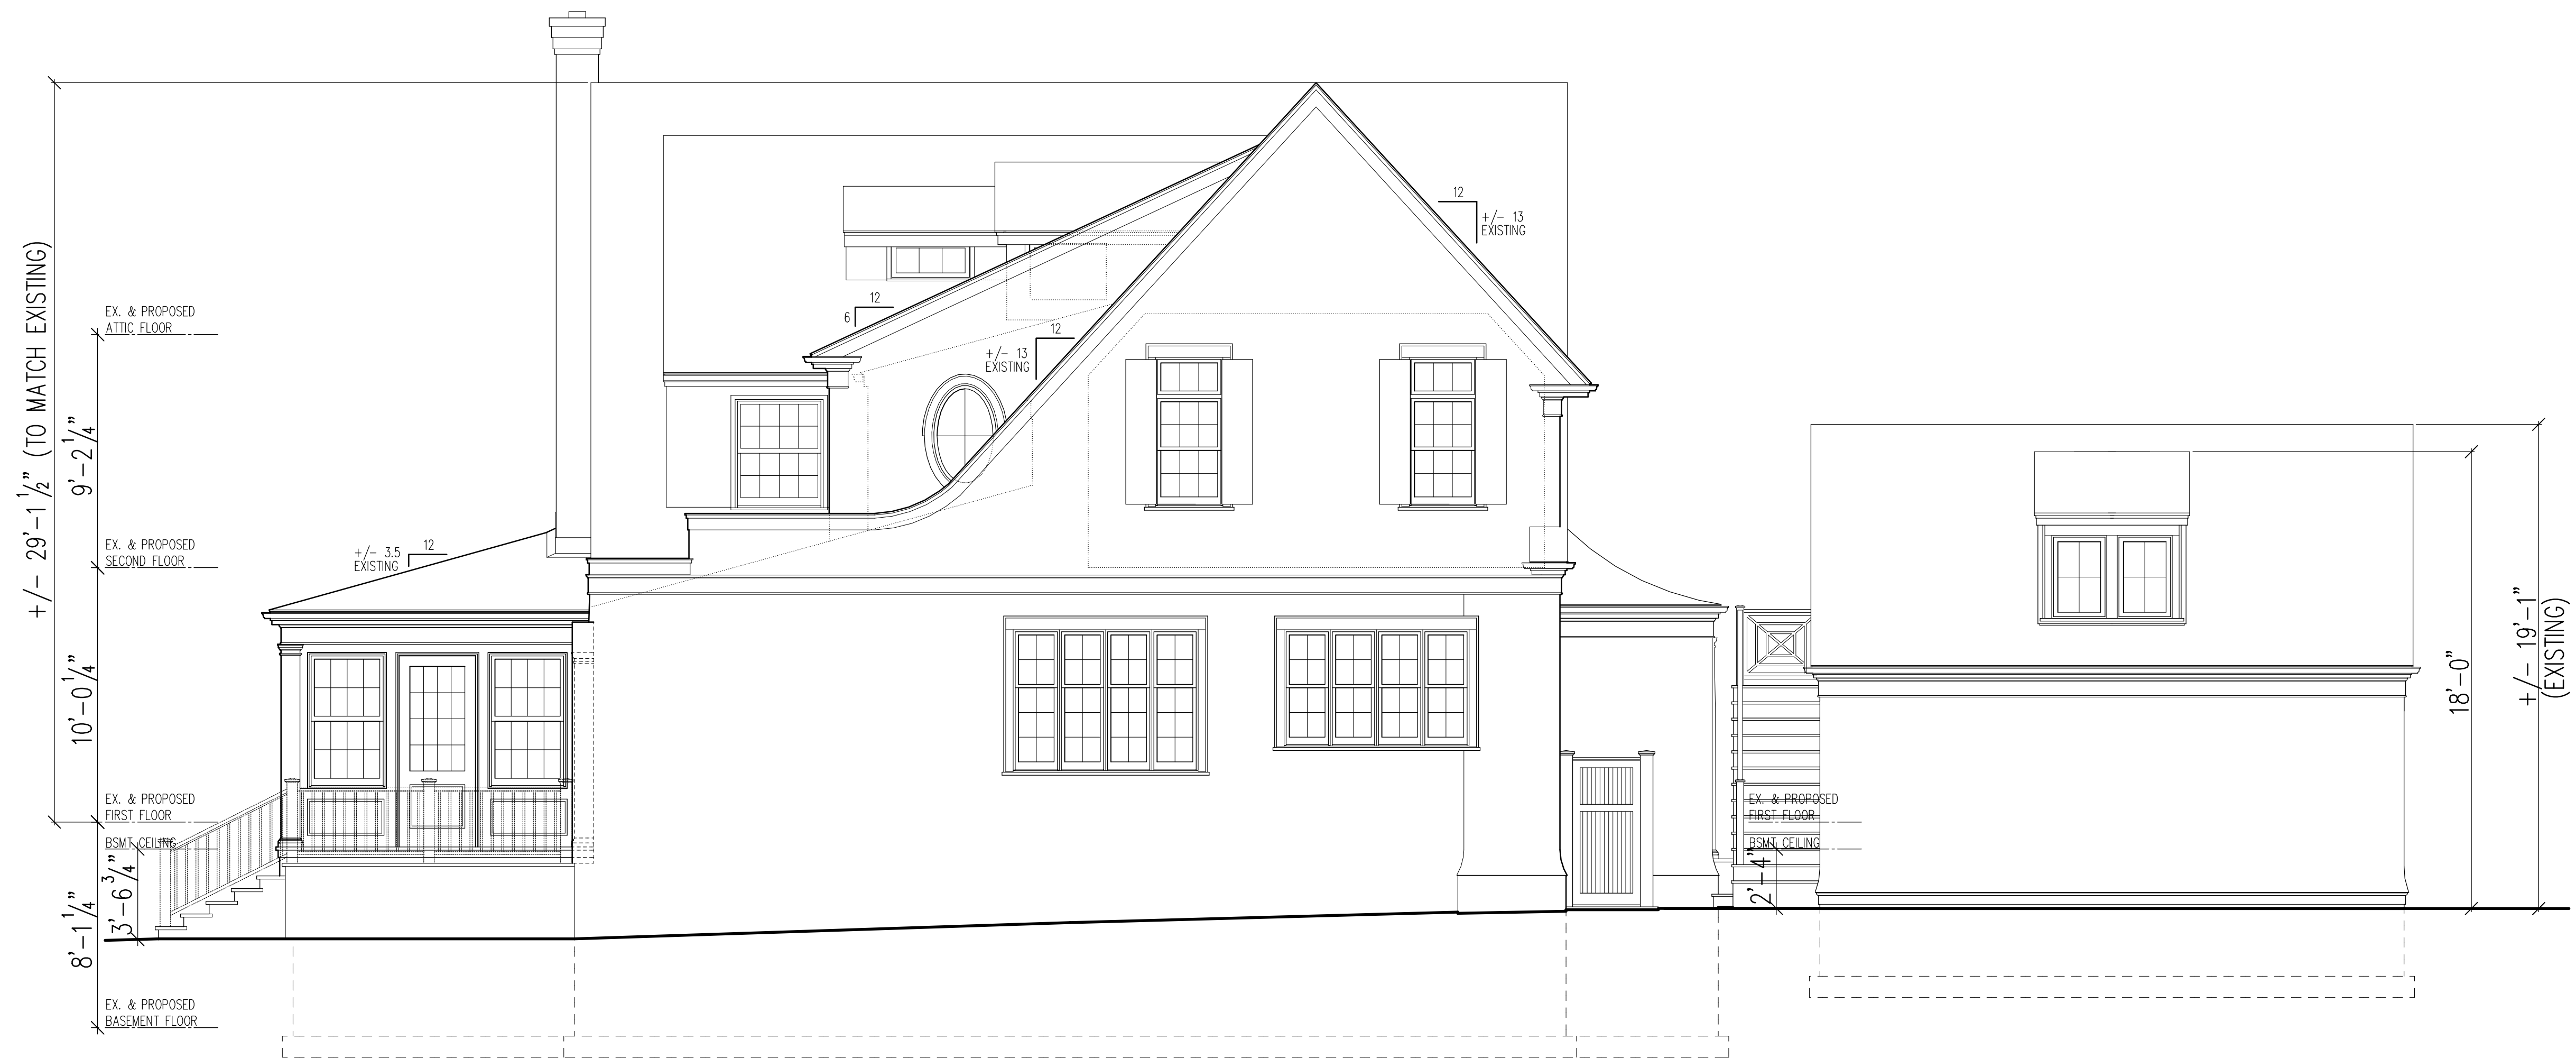 +/- 29'-1 1/2" (TO MATCH EXISTING)
EX. & PROPOSED
ATTIC FLOOR
9'-2 1/4"
EX. & PROPOSED
SECOND FLOOR
10'-0 1/4"
EX. & PROPOSED
FIRST FLOOR
BSMT CEILING
3'-6 3/4"
8'-1 1/4"
EX. & PROPOSED
BASEMENT FLOOR
+/- 3.5
EXISTING
12
6
12
+/- 13
EXISTING
12
12
+/- 13
EXISTING
EX. & PROPOSED
FIRST FLOOR
BSMT CEILING
2'-4"
18'-0"
+/- 19'-1"
(EXISTING)